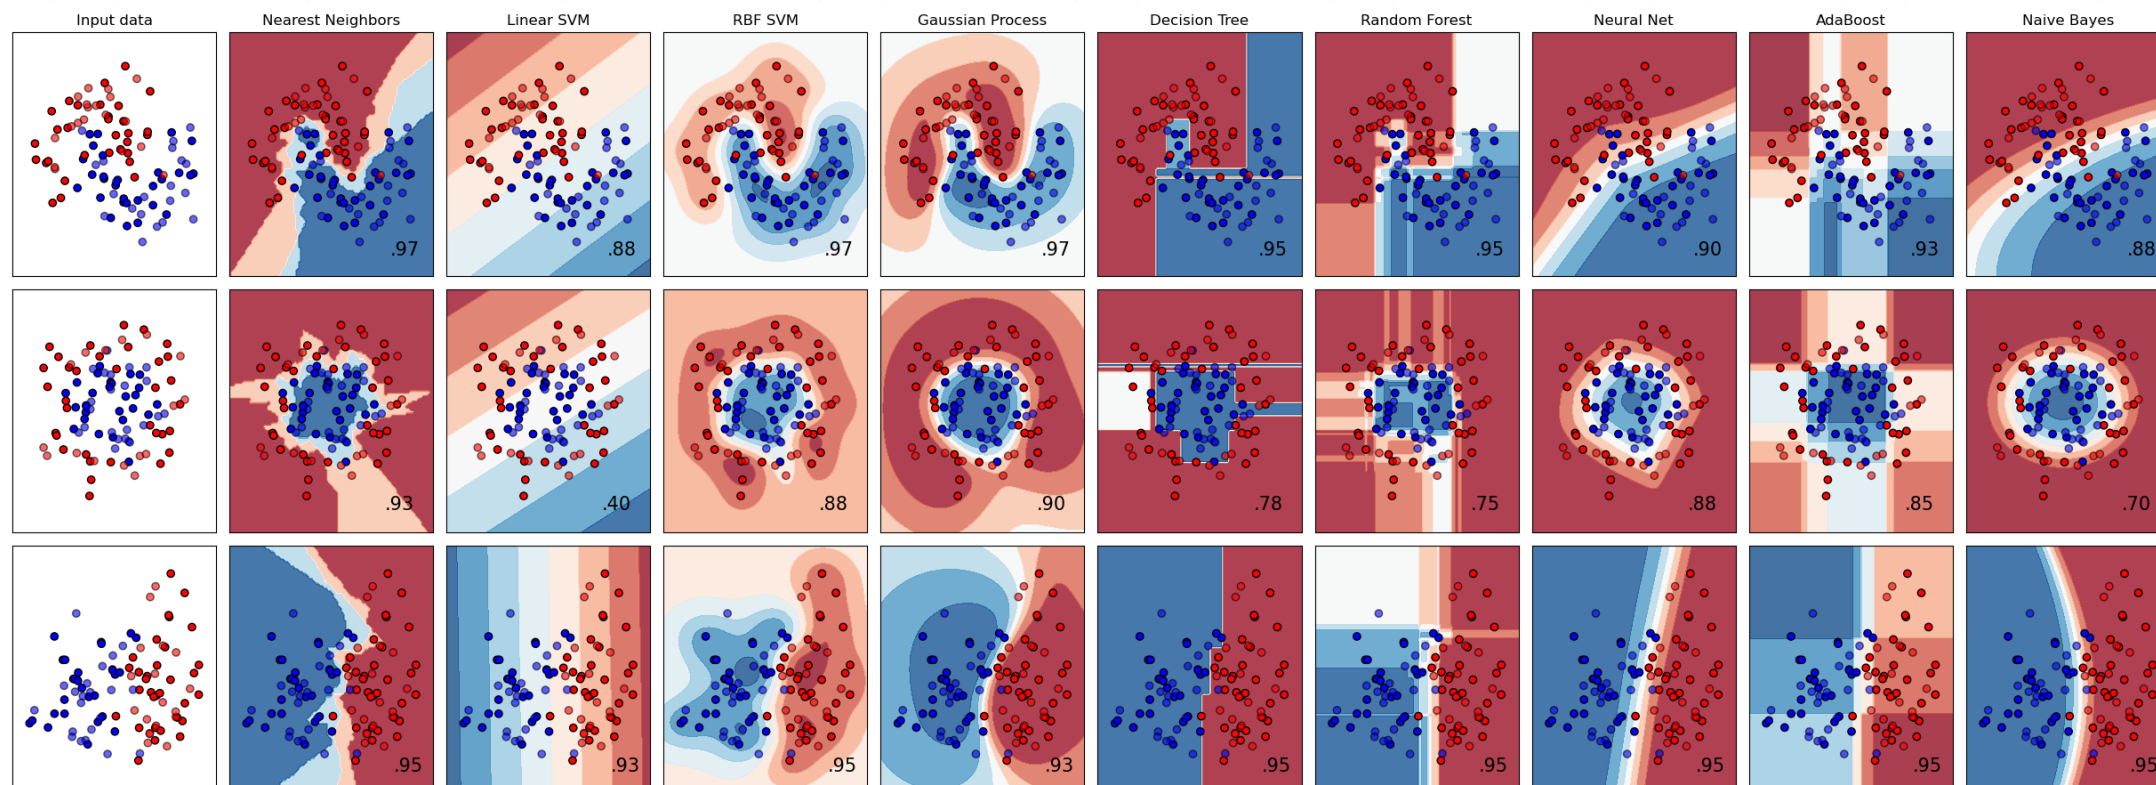 Input data Nearest Neighbors Linear SVM RBF SVM Gaussian Process Decision Tree Random Forest Neural Net AdaBoost Naive Bayes
.97 .88 .97 .97 .95 .95 .90 .93 .88
.93 .40 .88 .90 .78 .75 .88 .85 .70
.95 .93 .95 .93 .95 .95 .95 .95 .95